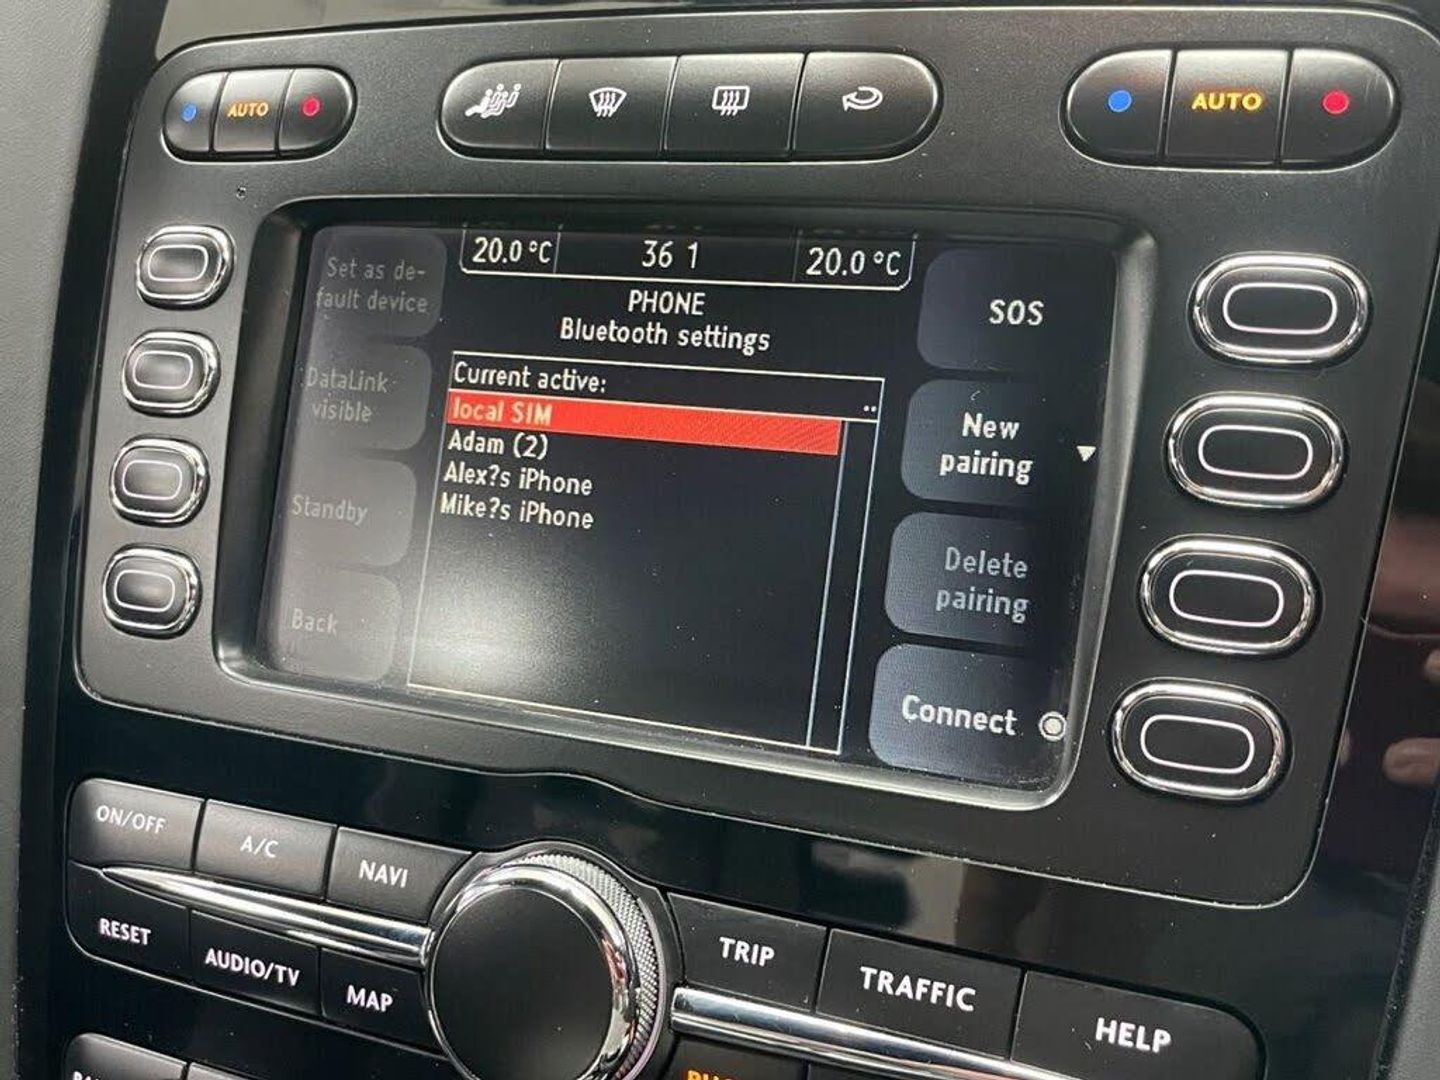 AUTO
AUTO
20.0 °C 36 1 20.0 °C
PHONE
Bluetooth settings
Set as de-
fault device
DataLink
visible
Standby
Back
Current active:
..
local SIM
Adam (2)
Alex?s iPhone
Mike?s iPhone
SOS
New
pairing
Delete
pairing
Connect
ON/OFF
A/C
NAVI
RESET
AUDIO/TV
MAP
TRIP
TRAFFIC
HELP